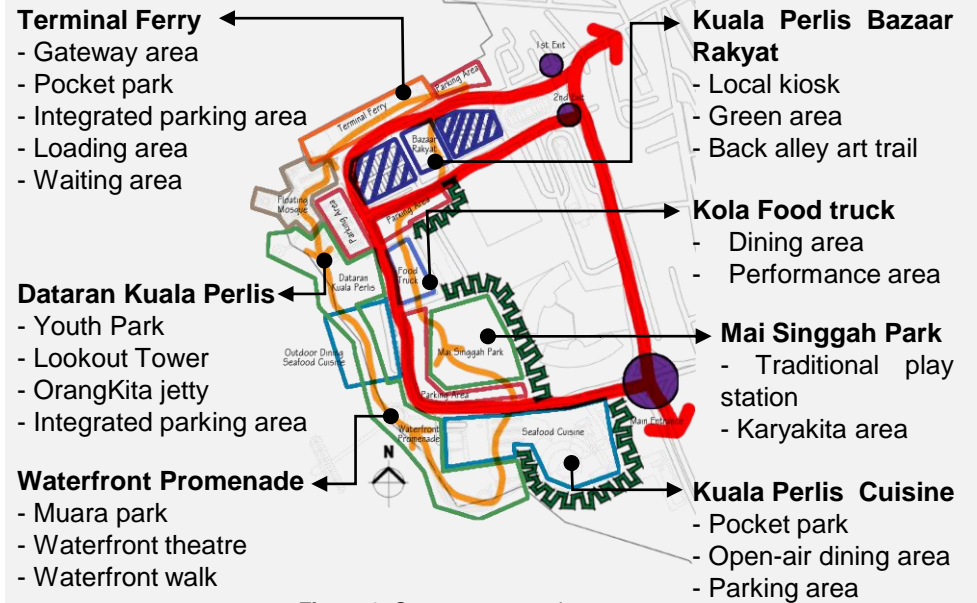 Terminal Ferry
- Gateway area
- Pocket park
- Integrated parking area
- Loading area
- Waiting area
Dataran Kuala Perlis
- Youth Park
- Lookout Tower
- OrangKita jetty
- Integrated parking area
Waterfront Promenade
- Muara park
- Waterfront theatre
- Waterfront walk
1st Exit
2nd Exit
Parking Area
Terminal Ferry
Bazaar
Rakyat
Floating
Mosque
Parking Area
Parking Area
Dataran
Kuala Perlis
Food
Truck
Outdoor Dining
Seafood Cuisine
Mai Singgah Park
Parking Area
Waterfront
Promenade
Seafood Cuisine
Main Entrance
N
Kuala Perlis Bazaar
Rakyat
- Local kiosk
- Green area
- Back alley art trail
Kola Food truck
- Dining area
- Performance area
Mai Singgah Park
- Traditional play
station
- Karyakita area
Kuala Perlis Cuisine
- Pocket park
- Open-air dining area
- Parking area